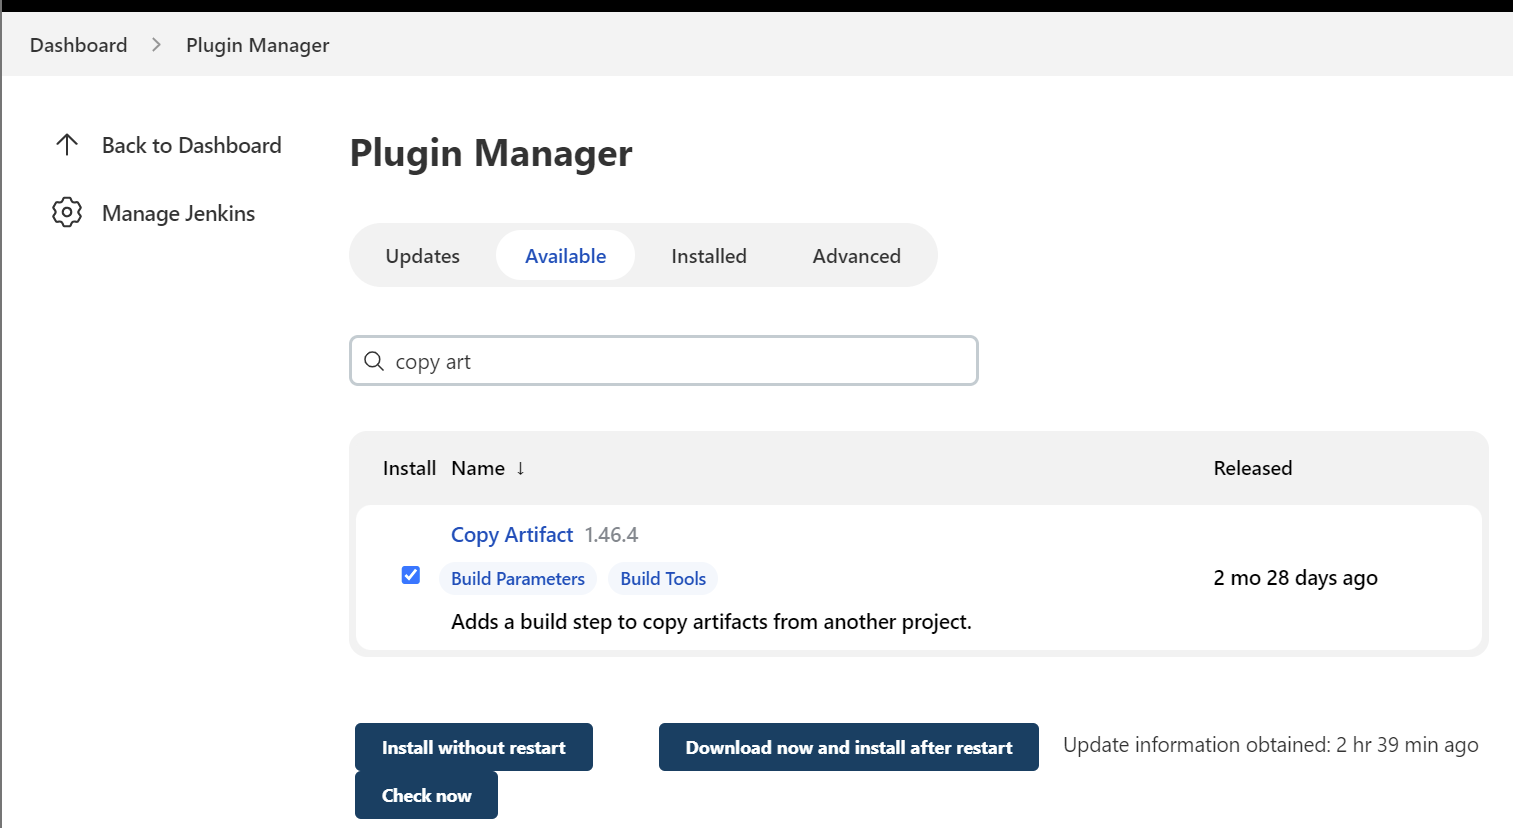 Dashboard > Plugin Manager
Back to Dashboard
Manage Jenkins
Plugin Manager
Updates Available Installed Advanced
copy art
Install Name ↓ Released
Copy Artifact 1.46.4
Build Parameters Build Tools
2 mo 28 days ago
Adds a build step to copy artifacts from another project.
Install without restart Download now and install after restart Update information obtained: 2 hr 39 min ago
Check now